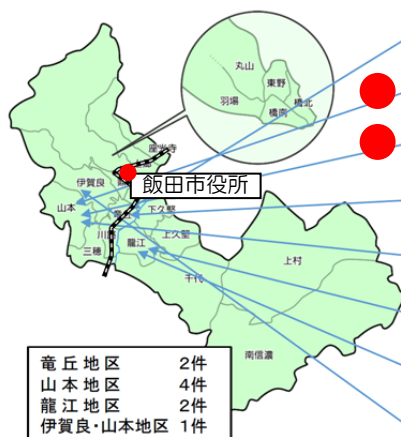 丸山
東野
羽場
橋北
橋南
座光寺
飯田市役所
伊賀良
山本
下久堅
三穂
龍江
上久堅
千代
上村
南信濃
竜丘地区 2件
山本地区 4件
龍江地区 2件
伊賀良・山本地区 1件